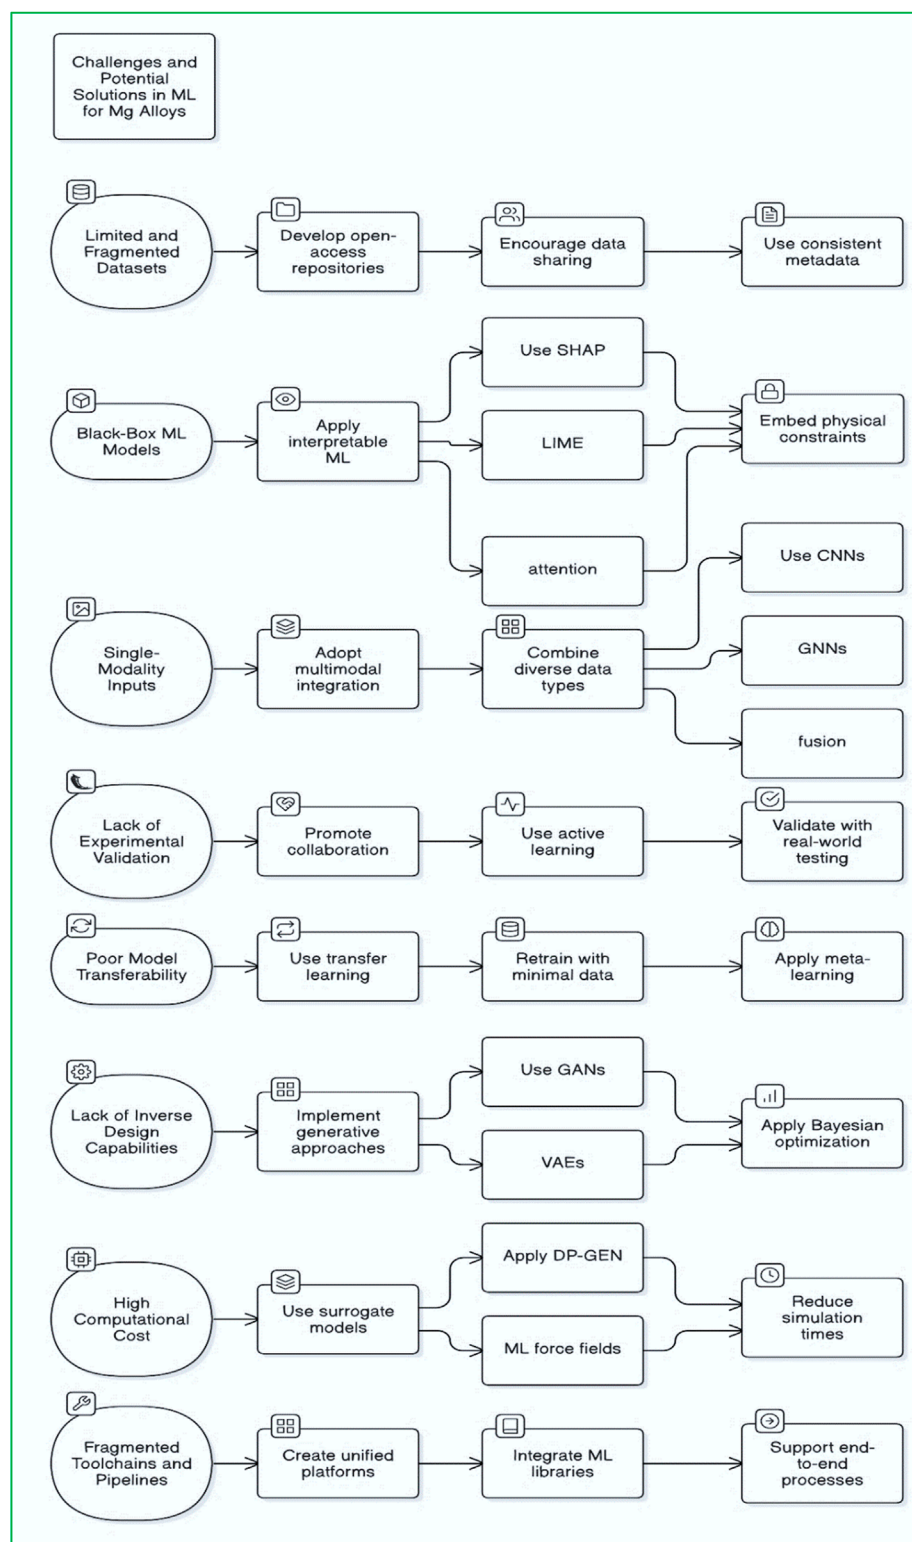 Challenges and
Potential
Solutions in ML
for Mg Alloys
Limited and
Fragmented
Datasets
Develop open-
access
repositories
Encourage data
sharing
Use consistent
metadata
Black-Box ML
Models
Apply
interpretable
ML
Use SHAP
LIME
attention
Embed physical
constraints
Single-
Modality
Inputs
Adopt
multimodal
integration
Combine
diverse data
types
Use CNNs
GNNs
fusion
Lack of
Experimental
Validation
Promote
collaboration
Use active
learning
Validate with
real-world
testing
Poor Model
Transferability
Use transfer
learning
Retrain with
minimal data
Apply meta-
learning
Lack of Inverse
Design
Capabilities
Implement
generative
approaches
Use GANs
VAEs
Apply Bayesian
optimization
High
Computational
Cost
Use surrogate
models
Apply DP-GEN
ML force fields
Reduce
simulation
times
Fragmented
Toolchains and
Pipelines
Create unified
platforms
Integrate ML
libraries
Support end-
to-end
processes